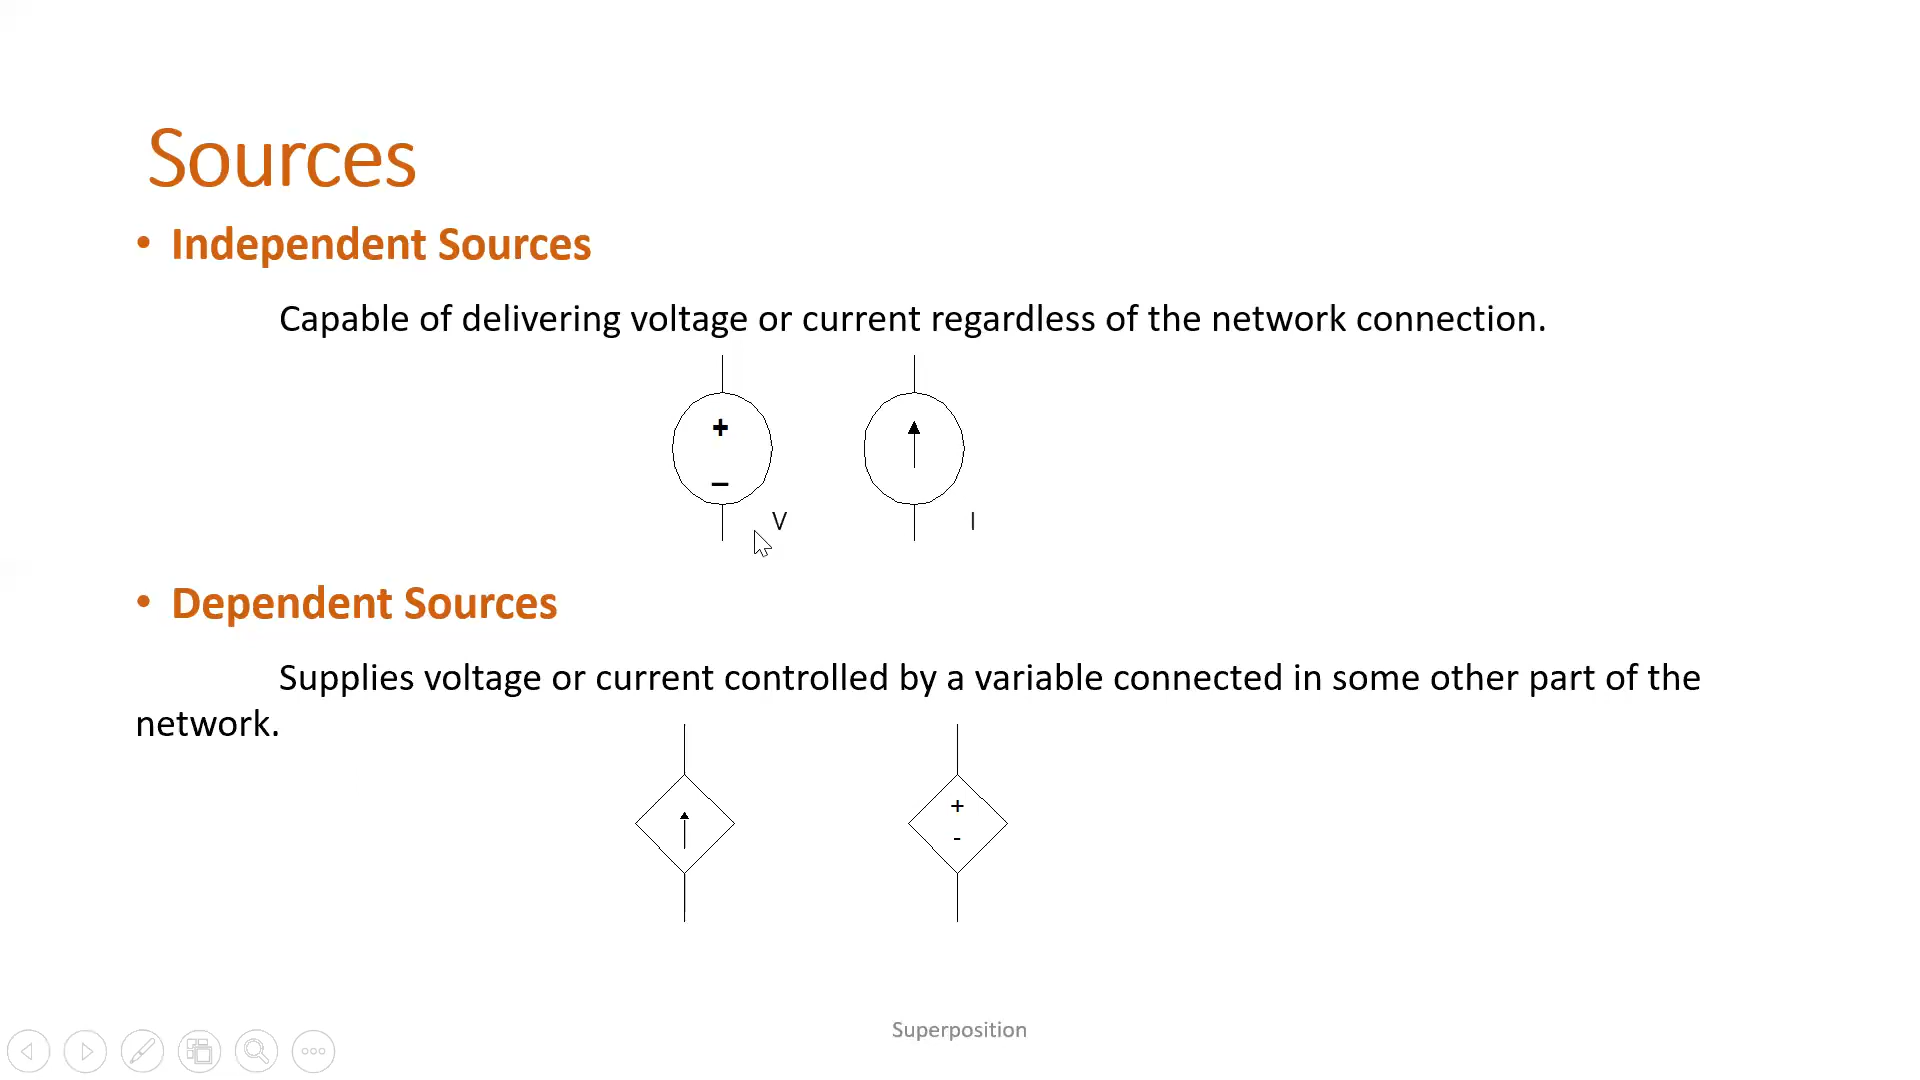 Sources
• Independent Sources
Capable of delivering voltage or current regardless of the network connection.
+
–
V
I
• Dependent Sources
Supplies voltage or current controlled by a variable connected in some other part of the
network.
+
-
Superposition